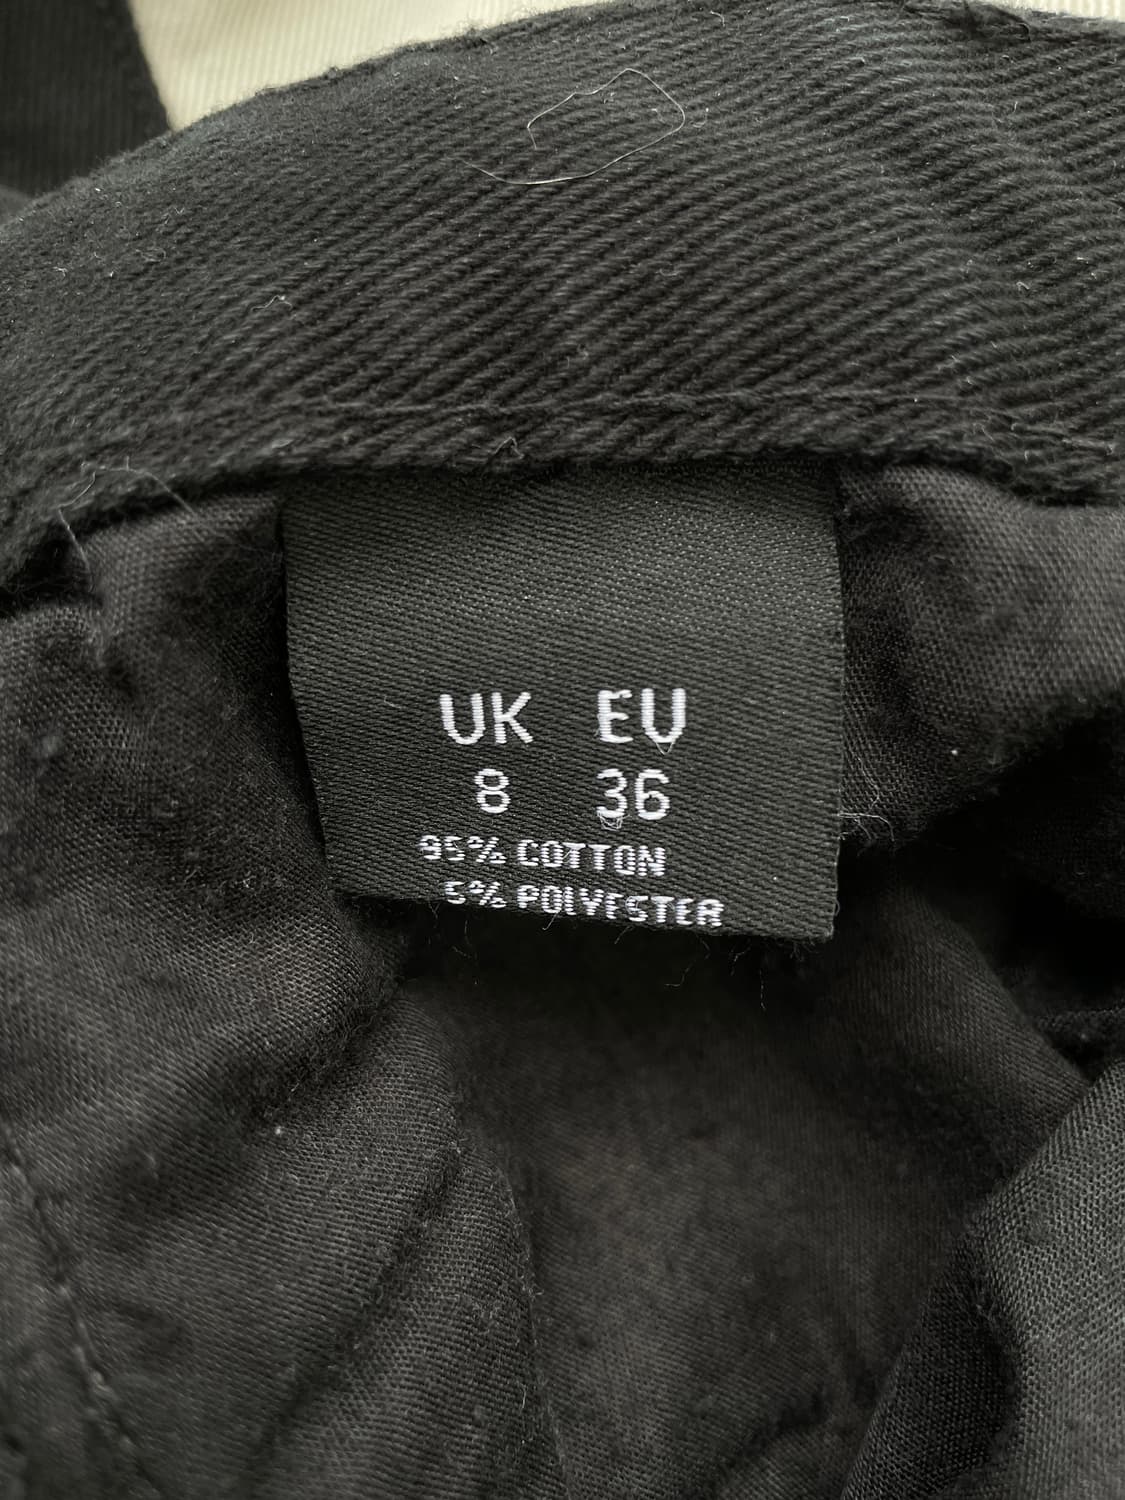 UK EU
8 36
95% COTTON
5% POLYESTER